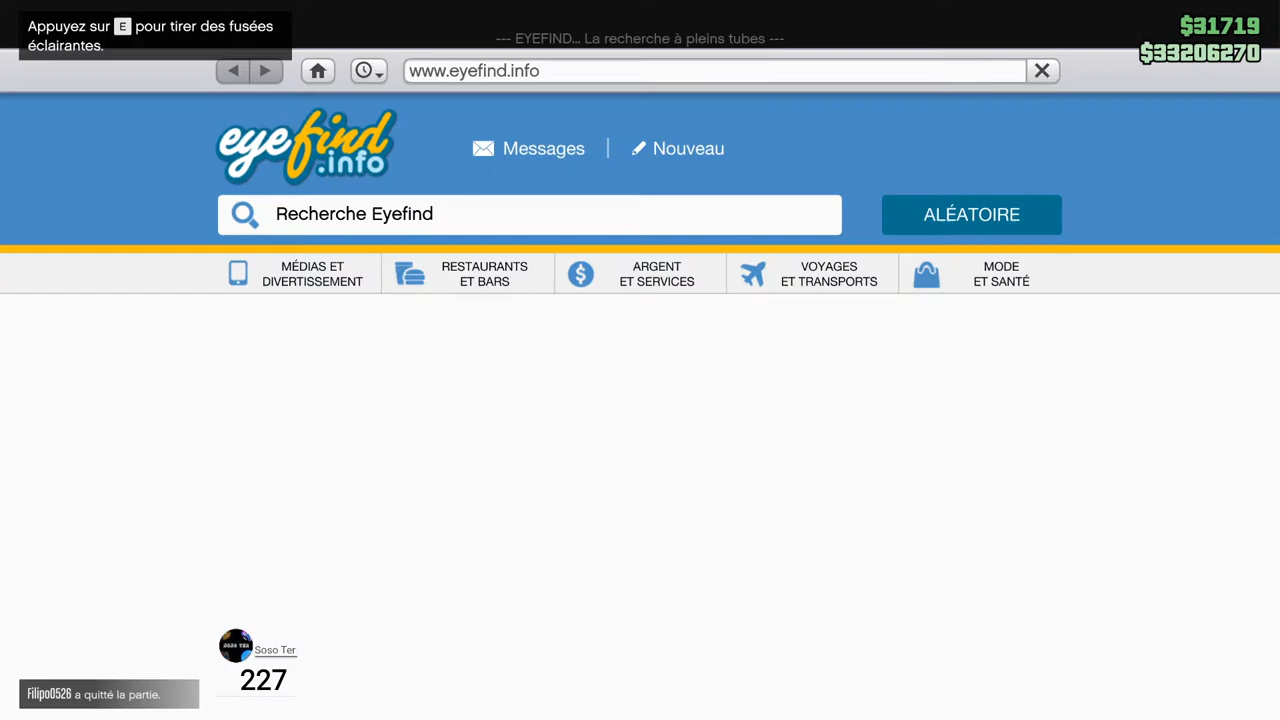 Appuyez sur E pour tirer des fusées
éclairantes.
--- EYEFIND... La recherche à pleins tubes ---
$31719
$33206270
www.eyefind.info
eyefind
.info
Messages
Nouveau
Recherche Eyefind
ALÉATOIRE
MÉDIAS ET
DIVERTISSEMENT
RESTAURANTS
ET BARS
ARGENT
ET SERVICES
VOYAGES
ET TRANSPORTS
MODE
ET SANTÉ
SOSO TER
Soso Ter
227
Filipo0526 a quitté la partie.